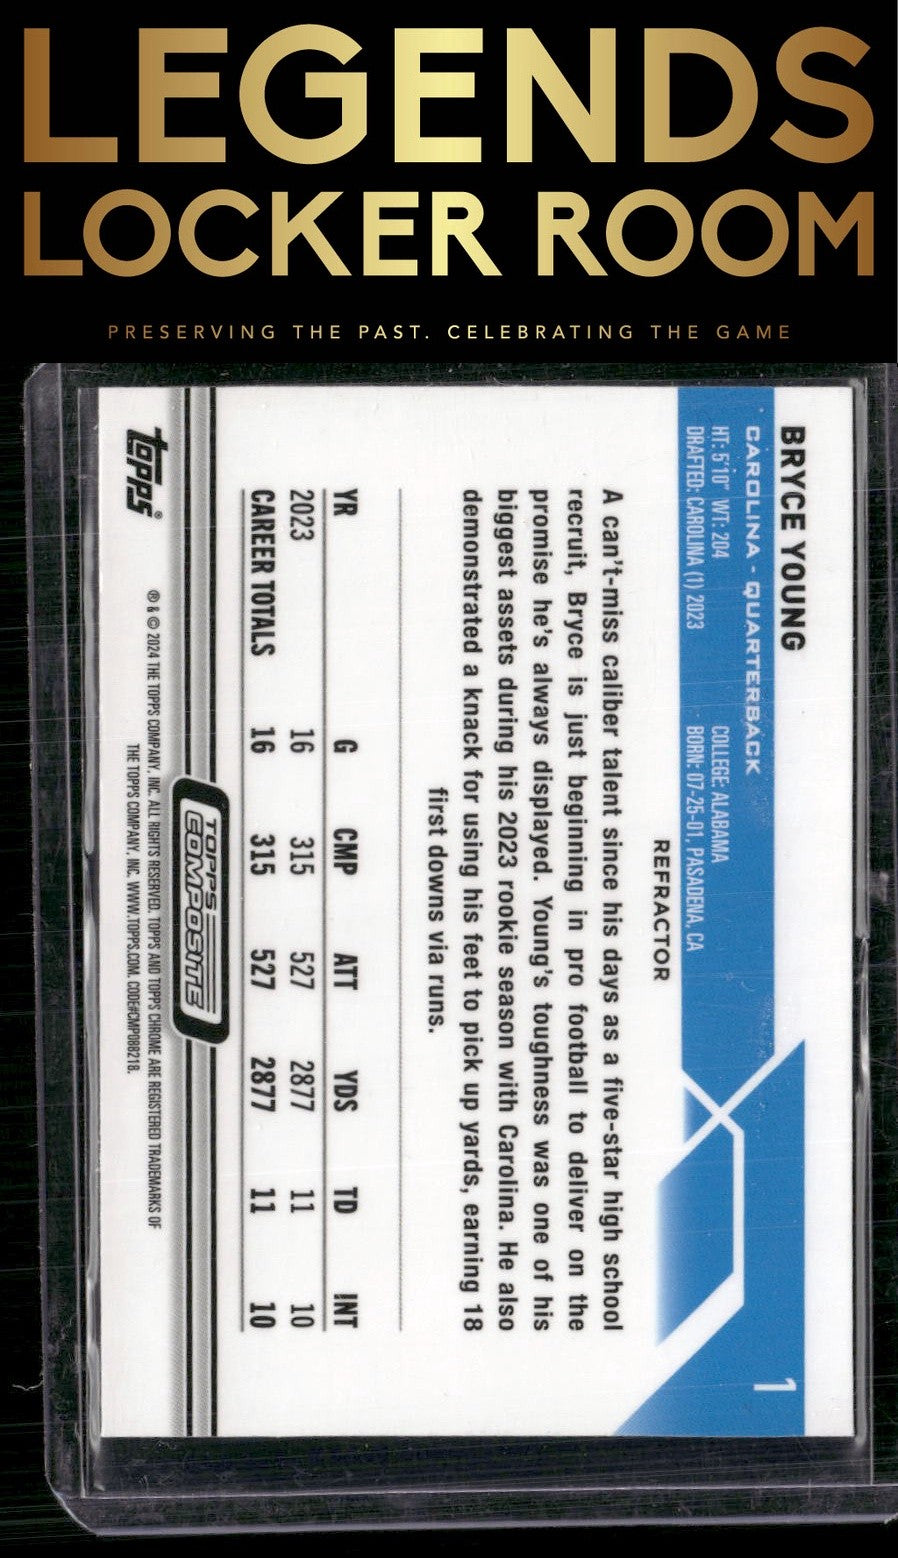 LEGENDS
LOCKER ROOM
PRESERVING THE PAST. CELEBRATING THE GAME
BRYCE YOUNG
1
CAROLINA - QUARTERBACK
HT: 5'10" WT: 204
COLLEGE: ALABAMA
DRAFTED: CAROLINA (1) 2023
BORN: 07-25-01, PASADENA, CA
REFRACTOR
A can't-miss caliber talent since his days as a five-star high school
recruit, Bryce is just beginning in pro football to deliver on the
promise he's always displayed. Young's toughness was one of his
biggest assets during his 2023 rookie season with Carolina. He also
demonstrated a knack for using his feet to pick up yards, earning 18
first downs via runs.
YR G CMP ATT YDS TD INT
2023 16 315 527 2877 11 10
CAREER TOTALS 16 315 527 2877 11 10
TOPPS
COMPOSITE
topps®
® & © 2024 THE TOPPS COMPANY, INC. ALL RIGHTS RESERVED. TOPPS AND TOPPS CHROME ARE REGISTERED TRADEMARKS OF
THE TOPPS COMPANY, INC. WWW.TOPPS.COM. CODE#CMP088218.